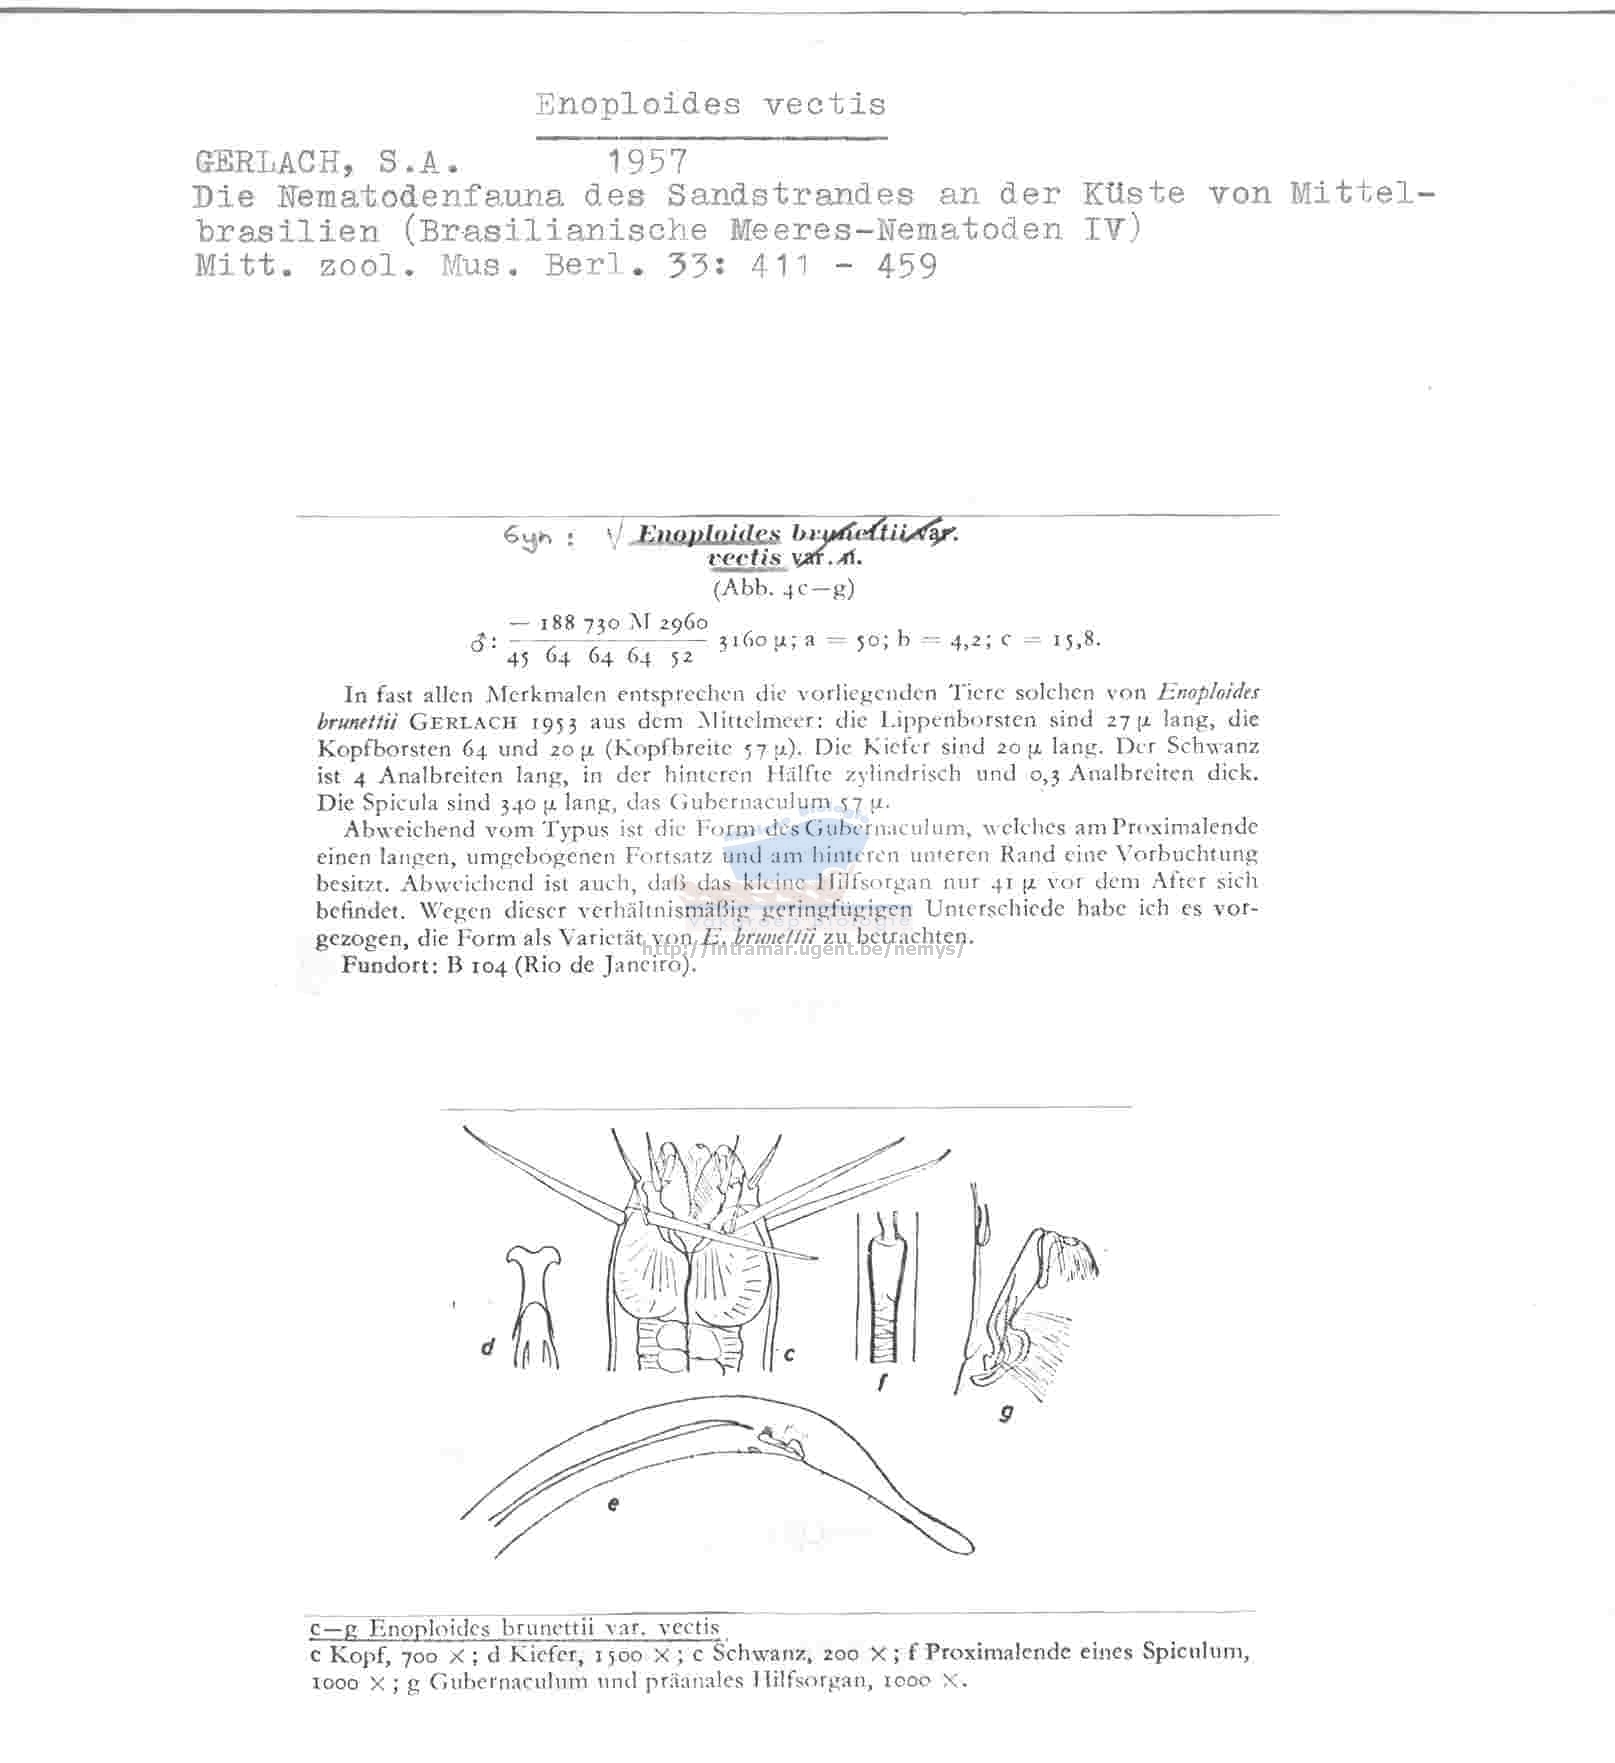 Enoploides vectis
GERLACH, S.A. 1957
Die Nematodenfauna des Sandstrandes an der Küste von Mittel-
brasilien (Brasilianische Meeres-Nematoden IV)
Mitt. zool. Mus. Berl. 33: 411 - 459
Syn: √ Enoploides brunettii var.
vectis var. n.
(Abb. 4c—g)
— 188 730 M 2960
♂: 3160 µ; a = 50; b = 4,2; c = 15,8.
45 64 64 64 52
In fast allen Merkmalen entsprechen die vorliegenden Tiere solchen von Enoploides
brunettii GERLACH 1953 aus dem Mittelmeer: die Lippenborsten sind 27 µ lang, die
Kopfborsten 64 und 20 µ (Kopfbreite 57 µ). Die Kiefer sind 20 µ lang. Der Schwanz
ist 4 Analbreiten lang, in der hinteren Hälfte zylindrisch und 0,3 Analbreiten dick.
Die Spicula sind 340 µ lang, das Gubernaculum 57 µ.
Abweichend vom Typus ist die Form des Gubernaculum, welches am Proximalende
einen langen, umgebogenen Fortsatz und am hinteren unteren Rand eine Vorbuchtung
besitzt. Abweichend ist auch, daß das kleine Hilfsorgan nur 41 µ vor dem After sich
befindet. Wegen dieser verhältnismäßig geringfügigen Unterschiede habe ich es vor-
gezogen, die Form als Varietät von E. brunettii zu betrachten.
http://intramar.ugent.be/nemys/
Fundort: B 104 (Rio de Janeiro).
d
c
f
g
e
c—g Enoploides brunettii var. vectis
c Kopf, 700 ×; d Kiefer, 1500 ×; c Schwanz, 200 ×; f Proximalende eines Spiculum,
1000 ×; g Gubernaculum und präanales Hilfsorgan, 1000 ×.